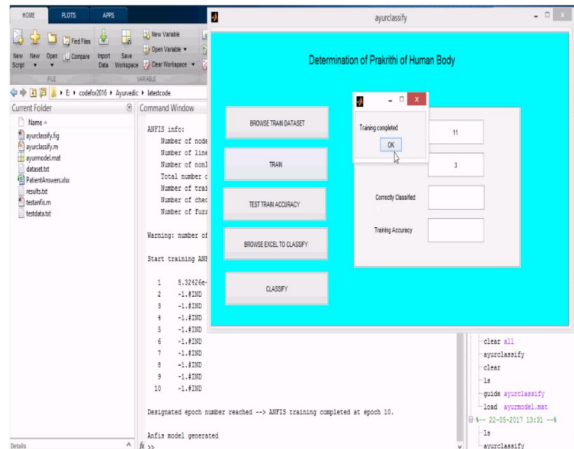 HOME PLOTS APPS
New Script
New
Open
Find Files
Compare
Import Data
Save Workspace
New Variable
Open Variable
Clear Workspace
FILE
VARIABLE
E: codefor2016 Ayurvedic latestcode
Current Folder
Name
ayurclassify.fig
ayurclassify.m
ayurmodel.mat
dataset.txt
PatientAnswers.xlsx
results.txt
testanfis.m
testdata.txt
Details
Command Window
ANFIS info:
Number of node
Number of line
Number of nonl
Total number o
Number of trai
Number of chec
Number of fuzz
Warning: number of
Start training ANF
1 8.32426e-
2 -1.#IND
3 -1.#IND
4 -1.#IND
5 -1.#IND
6 -1.#IND
7 -1.#IND
8 -1.#IND
9 -1.#IND
10 -1.#IND
Designated epoch number reached --> ANFIS training completed at epoch 10.
Anfis model generated
fx >>
ayurclassify
Determination of Prakrithi of Human Body
BROWSE TRAIN DATASET
TRAIN
TEST TRAIN ACCURACY
BROWSE EXCEL TO CLASSIFY
CLASSIFY
Training completed
OK
11
3
Correctly Classified
Training Accuracy
clear all
ayurclassify
clear
ls
guide ayurclassify
load ayurmodel.mat
%-- 22-05-2017 13:31 --%
ls
ayurclassify